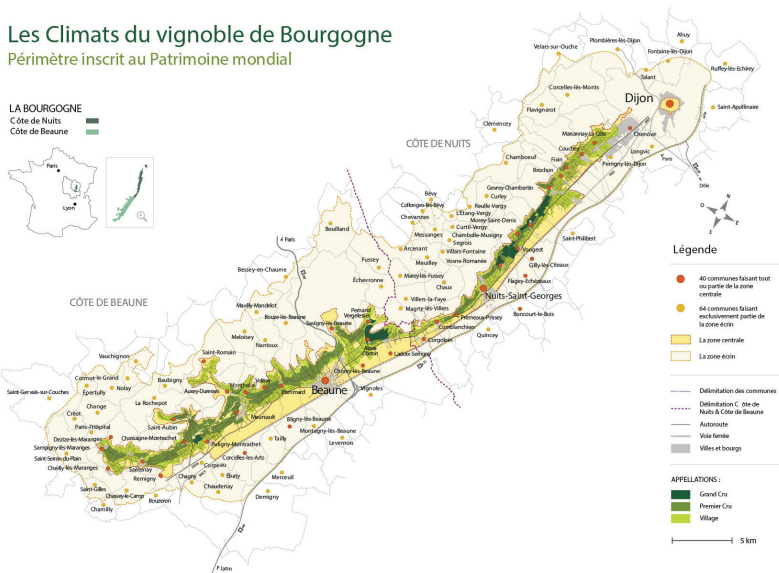 Les Climats du vignoble de Bourgogne
Périmètre inscrit au Patrimoine mondial
LA BOURGOGNE
Côte de Nuits
Côte de Beaune
Paris
Lyon
CÔTE DE NUITS
CÔTE DE BEAUNE
Ahuy
Plombières-lès-Dijon
Velars-sur-Ouche
Fontaine-lès-Dijon
Ruffey-lès-Echirey
Talant
Corcelles-lès-Monts
Dijon
Saint-Apollinaire
Flavignerot
Clémencey
Marsannay-La-Côte
Chenôve
Couchey
Longvic
Fixin
Perrigny-lès-Dijon
Paris
Chamboeuf
Brochon
Dôle
Gevrey-Chambertin
Bévy
Curley
Collonges-lès-Bévy
Reulle-Vergy
L'Etang-Vergy
Chevannes
Morey-Saint-Denis
Curtil-Vergy
Messanges
Chambolle-Musigny
Segrois
Saint-Philibert
Bouilland
Arcenant
Villars-Fontaine
Vougeot
Paris
Fussey
Meuilley
Vosne-Romanée
Gilly-lès-Cîteaux
Bessey-en-Chaume
Marey-lès-Fussey
Flagey-Echézeaux
Échevronne
Chaux
Nuits-Saint-Georges
Villers-la-Faye
Boncourt-le-Bois
Mavilly-Mandelot
Pernand
Vergelesses
Magny-lès-Villers
Premeaux-Prissey
Bouze-lès-Beaune
Savigny-lès-Beaune
Comblanchien
Quincey
Meloisey
Corgoloin
Nantoux
Aloxe
Corton
Ladoix-Serrigny
Vauchignon
Saint-Romain
Chorey-lès-Beaune
Cormot-le-Grand
Baubigny
Volnay
Monthelie
Beaune
Nolay
Saint-Gervais-sur-Couches
Épertully
Auxey-Duresses
Pommard
Vignoles
Change
La Rochepot
Créot
Meursault
Bligny-lès-Beaune
Paris-l'Hôpital
Saint-Aubin
Montagny-lès-Beaune
Dezize-lès-Maranges
Chassagne-Montrachet
Tailly
Levernois
Sampigny-lès-Maranges
Puligny-Montrachet
Saint-Sernin-du-Plain
Corcelles-les-Arts
Cheilly-lès-Maranges
Santenay
Corpeau
Remigny
Chagny
Ébaty
Merceuil
Saint-Gilles
Chaudenay
Chassey-le-Camp
Bouzeron
Demigny
Chamilly
Lyon
N
E
S
O
Légende
40 communes faisant tout
ou partie de la zone
centrale
64 communes faisant
exclusivement partie de
la zone écrin
La zone centrale
La zone écrin
Délimitation des communes
Délimitation Côte de
Nuits & Côte de Beaune
Autoroute
Voie ferrée
Villes et bourgs
APPELLATIONS :
Grand Cru
Premier Cru
Village
5 km